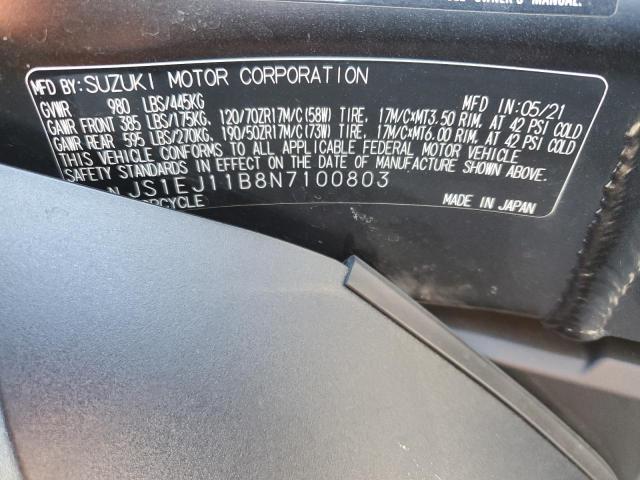 OWNER'S MANUAL.
MFD BY: SUZUKI MOTOR CORPORATION
GVWR 980 LBS/445KG MFD IN: 05/21
GAWR FRONT 385 LBS/175KG, 120/70ZR17M/C(58W) TIRE, 17M/C×MT3.50 RIM, AT 42 PSI COLD
GAWR REAR 595 LBS/270KG, 190/50ZR17M/C(73W) TIRE, 17M/C×MT6.00 RIM, AT 42 PSI COLD
THIS VEHICLE CONFORMS TO ALL APPLICABLE FEDERAL MOTOR VEHICLE
SAFETY STANDARDS IN EFFECT ON THE DATE OF MANUFACTURE SHOWN ABOVE.
JS1EJ11B8N7100803
MADE IN JAPAN